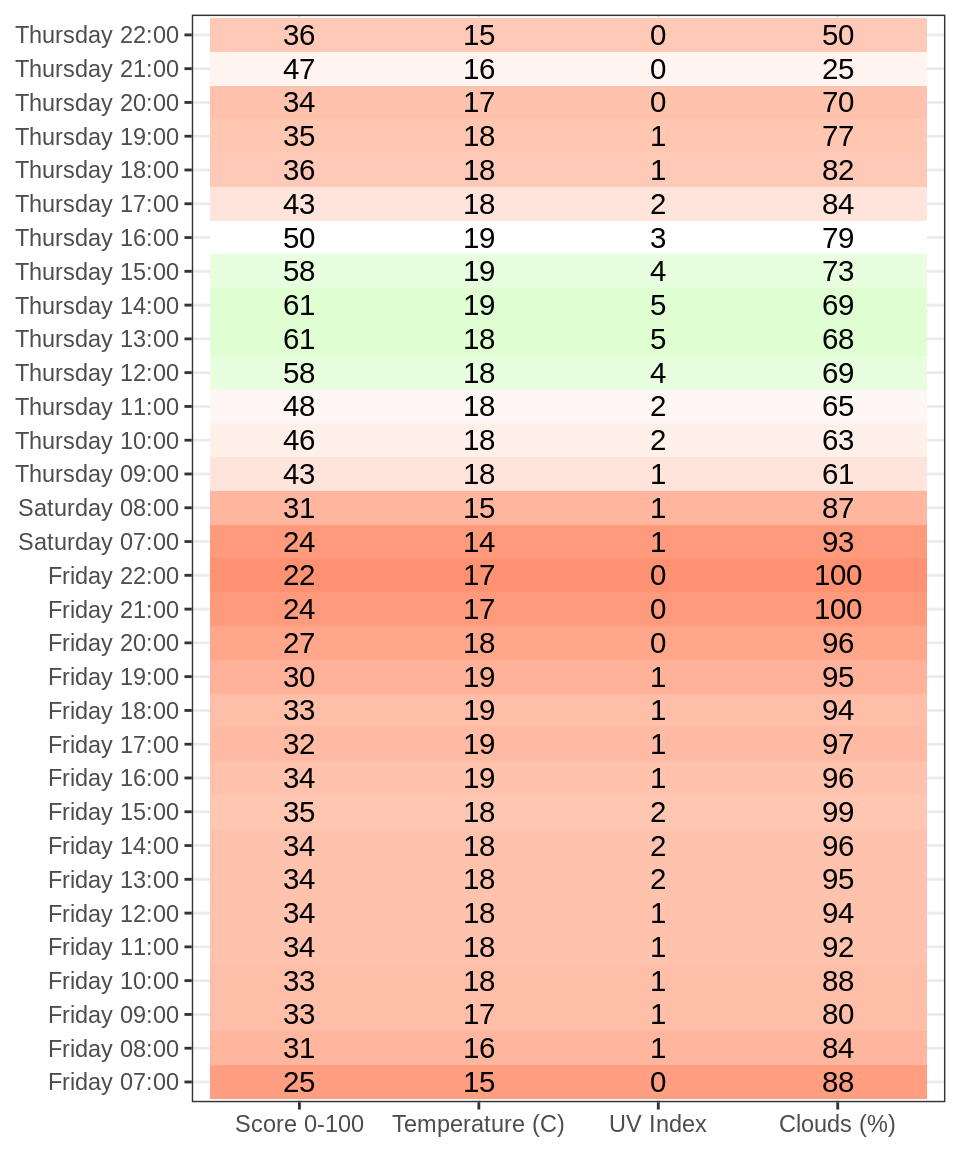 Thursday 22:00 36 15 0 50
Thursday 21:00 47 16 0 25
Thursday 20:00 34 17 0 70
Thursday 19:00 35 18 1 77
Thursday 18:00 36 18 1 82
Thursday 17:00 43 18 2 84
Thursday 16:00 50 19 3 79
Thursday 15:00 58 19 4 73
Thursday 14:00 61 19 5 69
Thursday 13:00 61 18 5 68
Thursday 12:00 58 18 4 69
Thursday 11:00 48 18 2 65
Thursday 10:00 46 18 2 63
Thursday 09:00 43 18 1 61
Saturday 08:00 31 15 1 87
Saturday 07:00 24 14 1 93
Friday 22:00 22 17 0 100
Friday 21:00 24 17 0 100
Friday 20:00 27 18 0 96
Friday 19:00 30 19 1 95
Friday 18:00 33 19 1 94
Friday 17:00 32 19 1 97
Friday 16:00 34 19 1 96
Friday 15:00 35 18 2 99
Friday 14:00 34 18 2 96
Friday 13:00 34 18 2 95
Friday 12:00 34 18 1 94
Friday 11:00 34 18 1 92
Friday 10:00 33 18 1 88
Friday 09:00 33 17 1 80
Friday 08:00 31 16 1 84
Friday 07:00 25 15 0 88
Score 0-100 Temperature (C) UV Index Clouds (%)